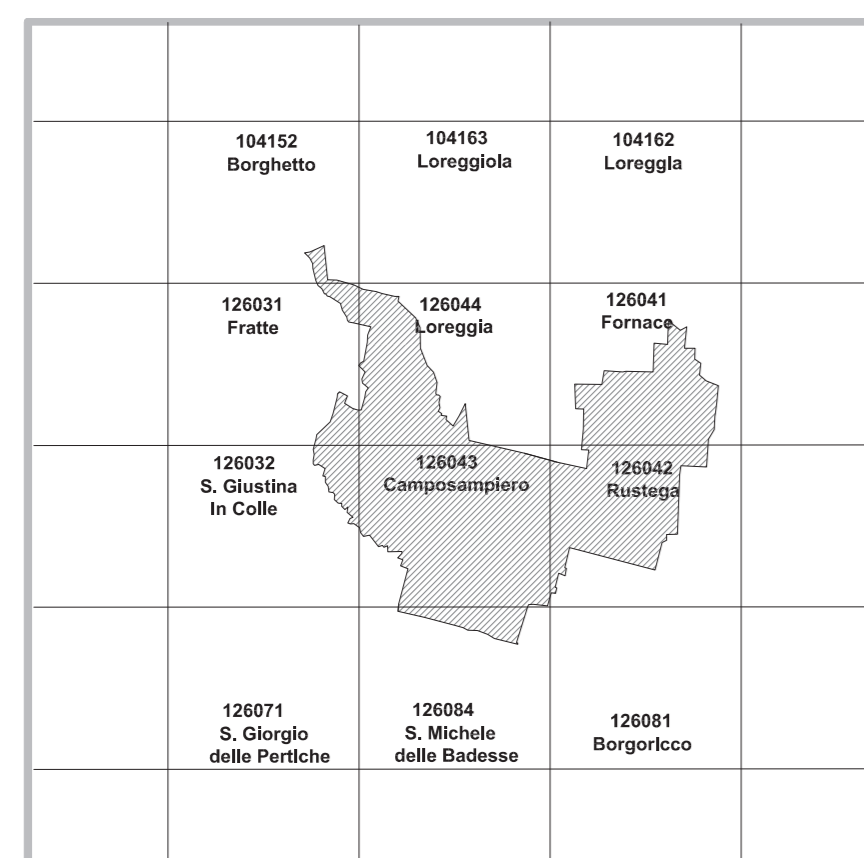 104152
Borghetto
104163
Loreggiola
104162
Loreggla
126031
Fratte
126044
Loreggia
126041
Fornace
126032
S. Giustina
In Colle
126043
Camposampiero
126042
Rustega
126071
S. Giorgio
delle Pertlche
126084
S. Michele
delle Badesse
126081
Borgorlcco